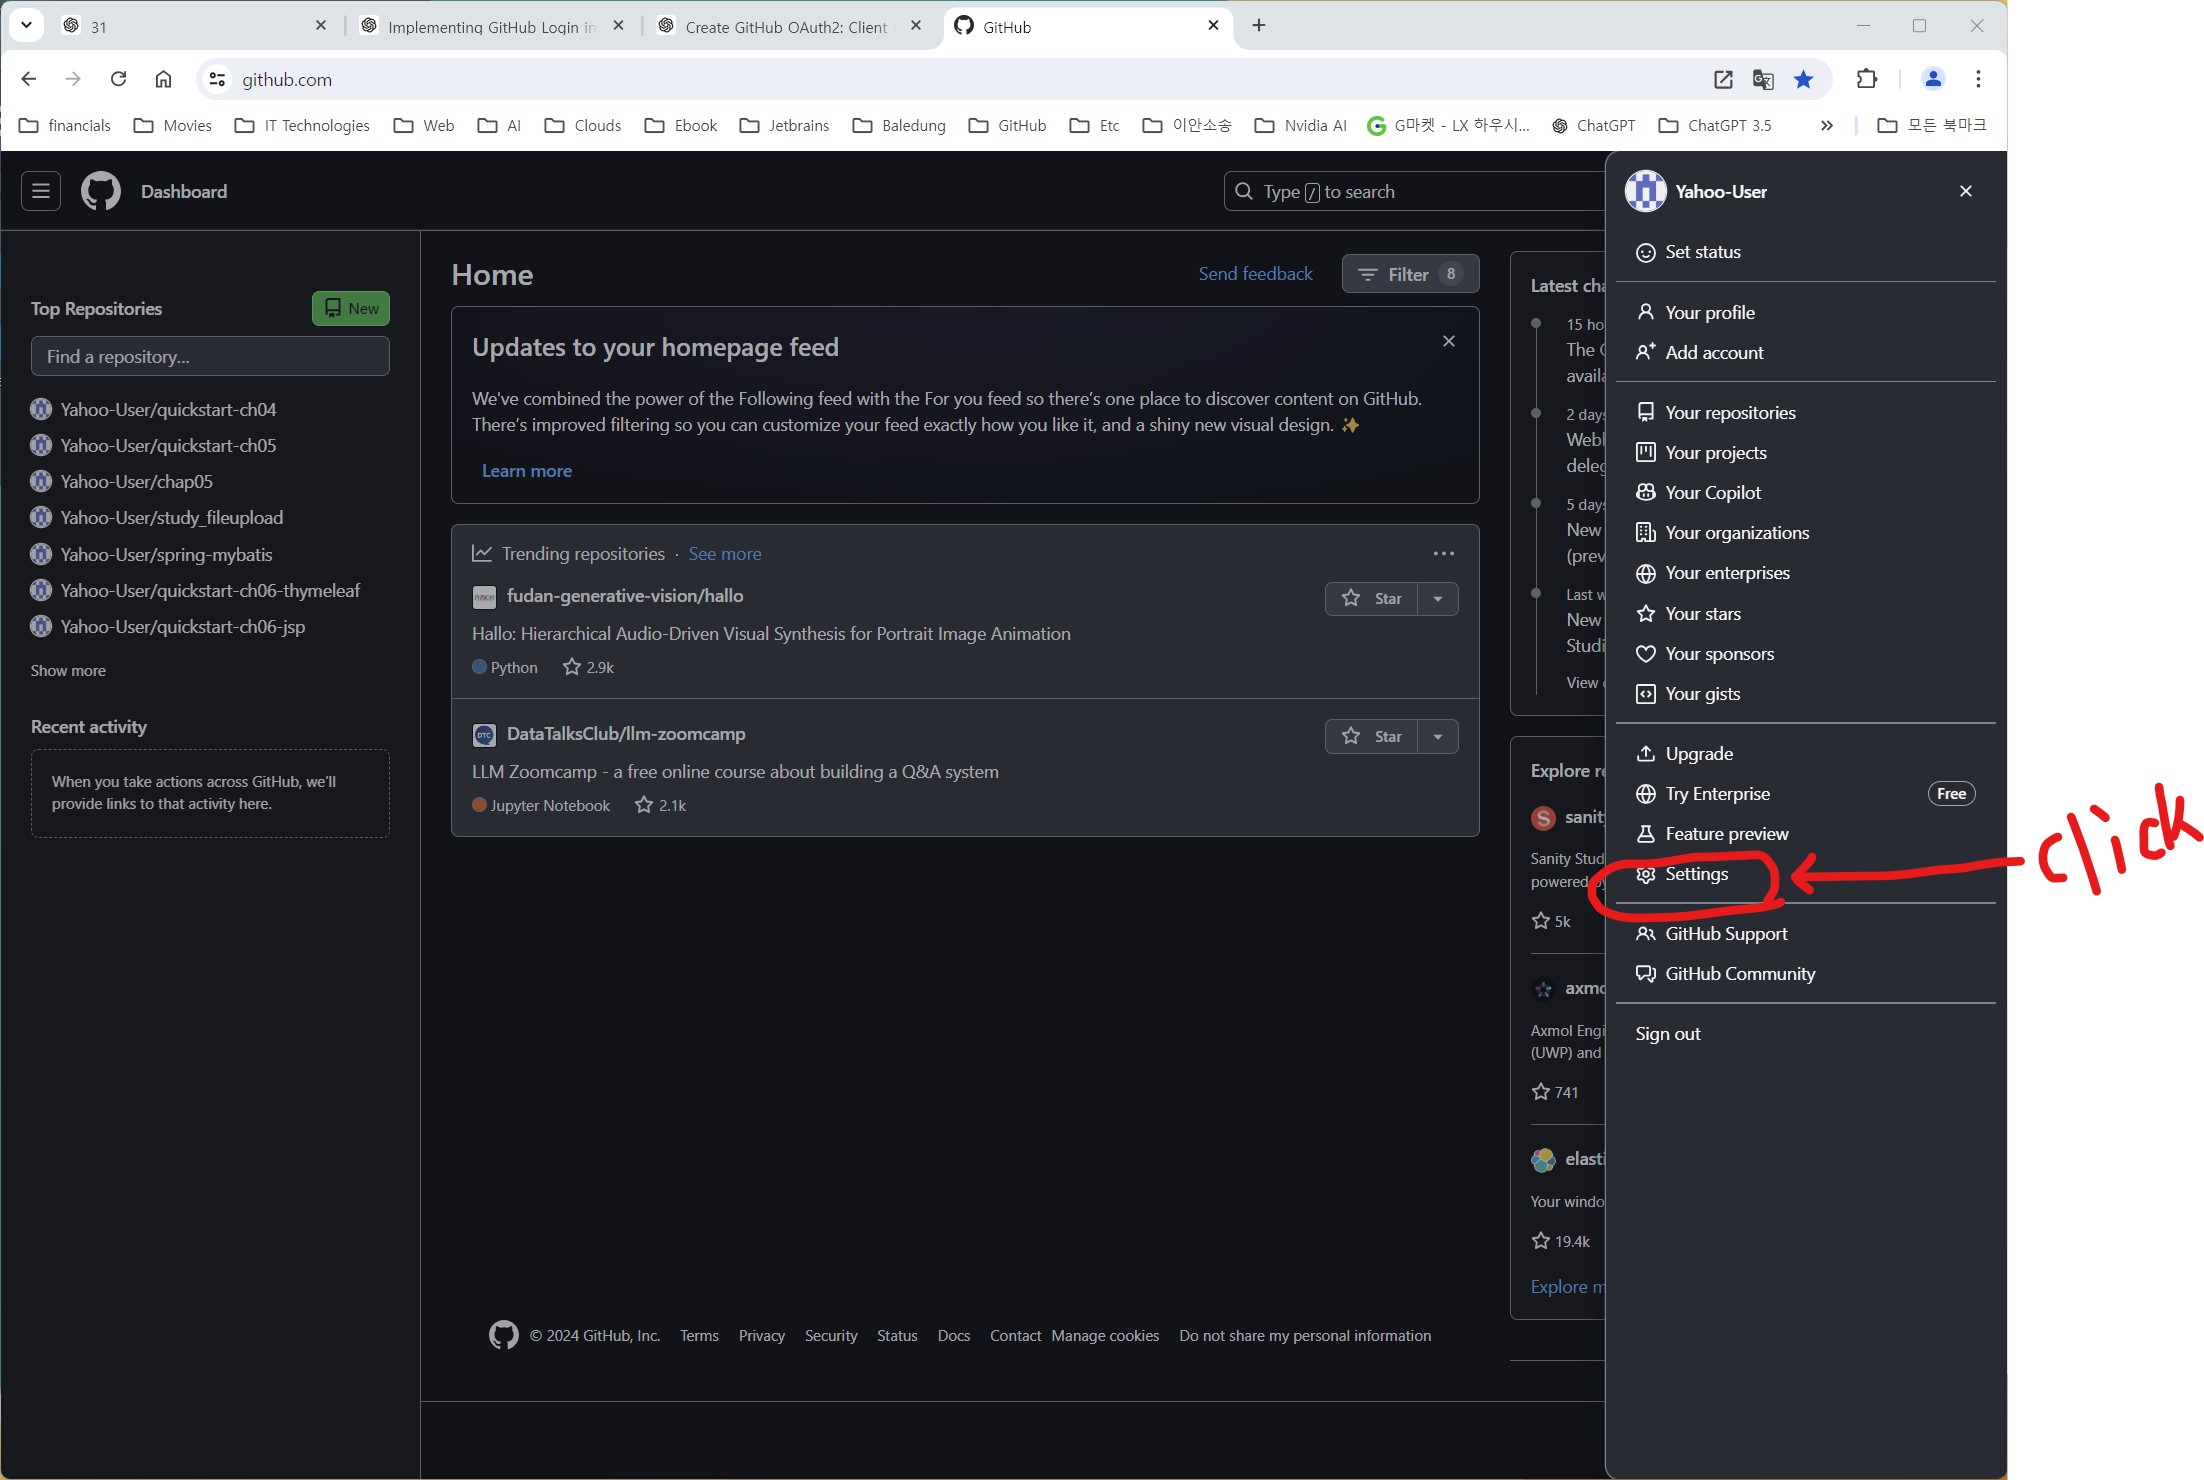 31
Implementing GitHub Login in
Create GitHub OAuth2: Client
GitHub
github.com
financials Movies IT Technologies Web AI Clouds Ebook Jetbrains Baledung GitHub Etc 이안소송 Nvidia AI G마켓 - LX 하우시... ChatGPT ChatGPT 3.5 » 모든 북마크
Dashboard
Type / to search
Top Repositories
New
Find a repository...
Yahoo-User/quickstart-ch04
Yahoo-User/quickstart-ch05
Yahoo-User/chap05
Yahoo-User/study_fileupload
Yahoo-User/spring-mybatis
Yahoo-User/quickstart-ch06-thymeleaf
Yahoo-User/quickstart-ch06-jsp
Show more
Recent activity
When you take actions across GitHub, we'll
provide links to that activity here.
Home
Send feedback
Filter 8
Updates to your homepage feed
We've combined the power of the Following feed with the For you feed so there's one place to discover content on GitHub.
There's improved filtering so you can customize your feed exactly how you like it, and a shiny new visual design. ✨
Learn more
Trending repositories · See more
fudan-generative-vision/hallo
Star
Hallo: Hierarchical Audio-Driven Visual Synthesis for Portrait Image Animation
Python 2.9k
DataTalksClub/llm-zoomcamp
Star
LLM Zoomcamp - a free online course about building a Q&A system
Jupyter Notebook 2.1k
© 2024 GitHub, Inc. Terms Privacy Security Status Docs Contact Manage cookies Do not share my personal information
Latest cha
15 ho
The
availa
2 days
Webh
deleg
5 days
New
(prev
Last w
New
Studi
View
Explore re
sanity
Sanity Stud
powered by
5k
axmo
Axmol Engi
(UWP) and
741
elasti
Your windo
19.4k
Explore m
Yahoo-User
Set status
Your profile
Add account
Your repositories
Your projects
Your Copilot
Your organizations
Your enterprises
Your stars
Your sponsors
Your gists
Upgrade
Try Enterprise Free
Feature preview
Settings
GitHub Support
GitHub Community
Sign out
click